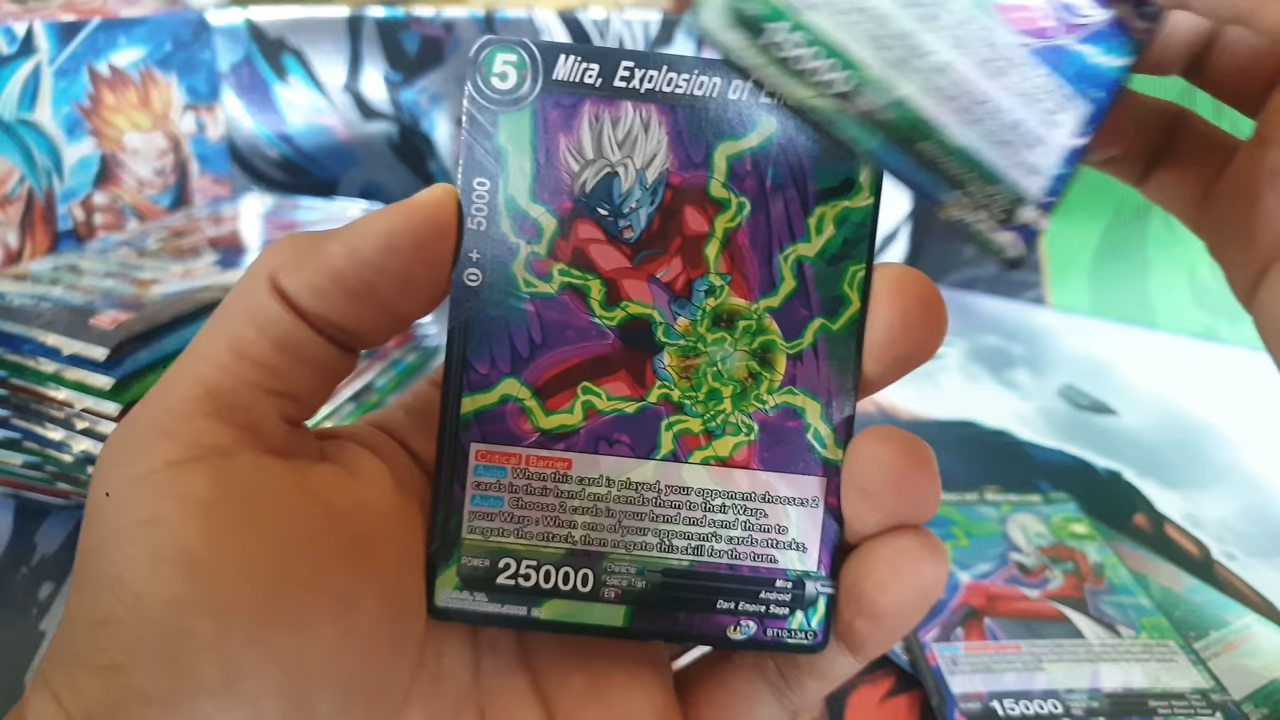 5
Mira, Explosion of
0 + 5000
Critical Barrier
Auto When this card is played, your opponent chooses 2
cards in their hand and sends them to their Warp.
Auto Choose 2 cards in your hand and send them to
your Warp : When one of your opponent's cards attacks,
negate the attack, then negate this skill for the turn.
POWER 25000
Character Mira
Special Trait Android
Era Dark Empire Saga
UW BT10-134 C
15000